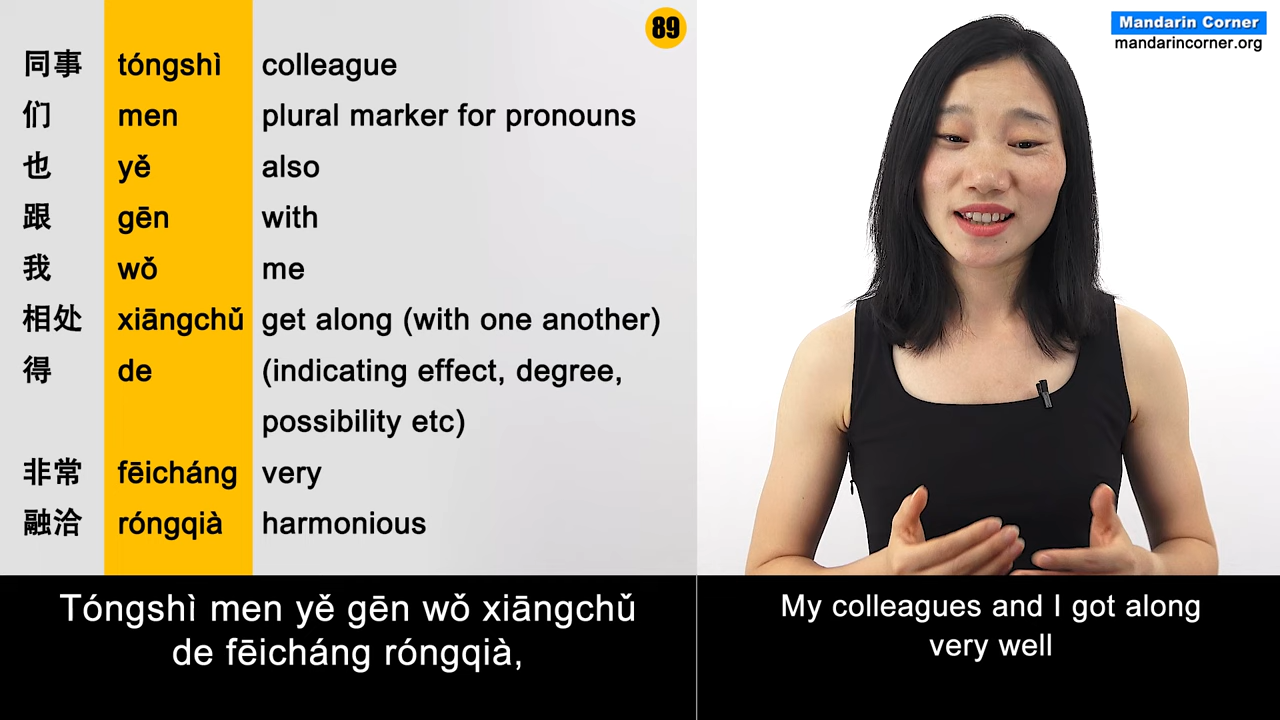 89
同事 tóngshì colleague
们 men plural marker for pronouns
也 yě also
跟 gēn with
我 wǒ me
相处 xiāngchǔ get along (with one another)
得 de (indicating effect, degree,
possibility etc)
非常 fēicháng very
融洽 róngqià harmonious
Tóngshì men yě gēn wǒ xiāngchǔ
de fēicháng róngqià,
Mandarin Corner
mandarincorner.org
My colleagues and I got along
very well